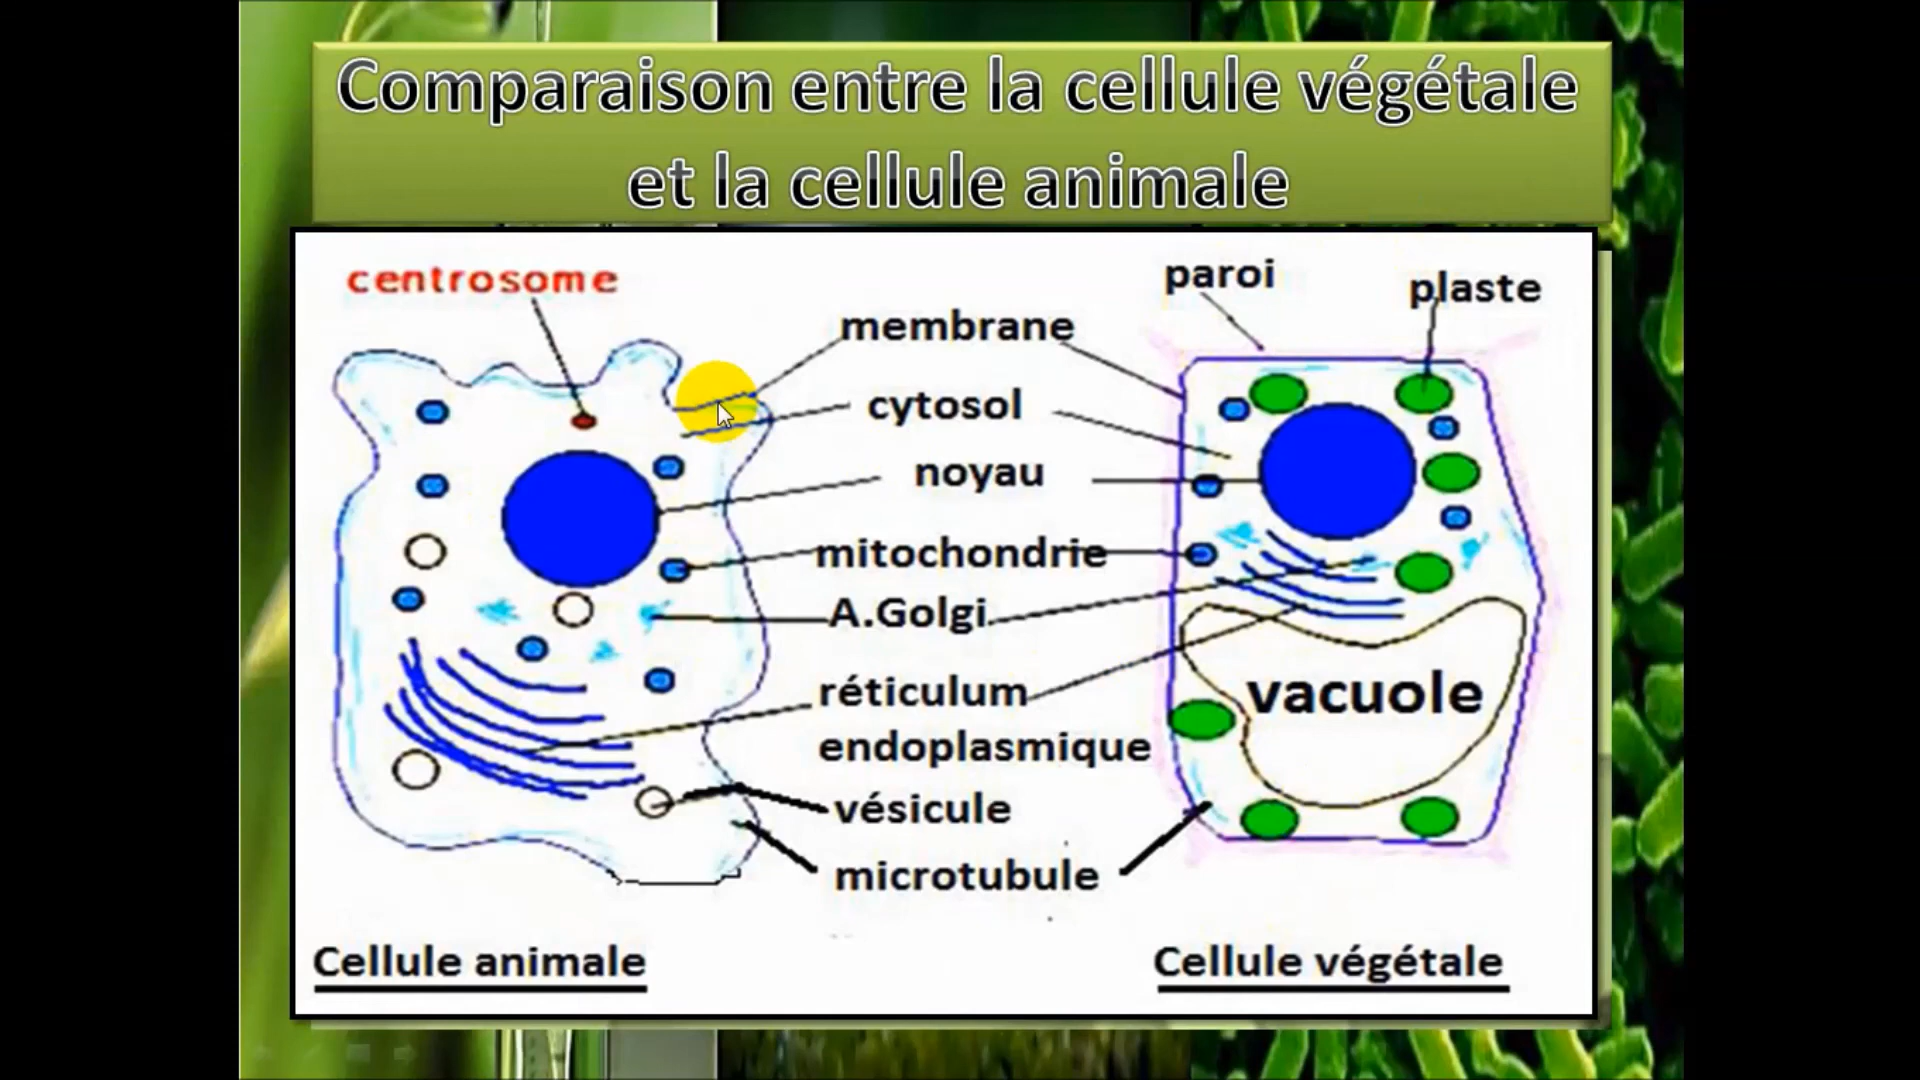 Comparaison entre la cellule végétale
et la cellule animale
centrosome
paroi
plaste
membrane
cytosol
noyau
mitochondrie
A.Golgi
réticulum
endoplasmique
vacuole
vésicule
microtubule
Cellule animale
Cellule végétale